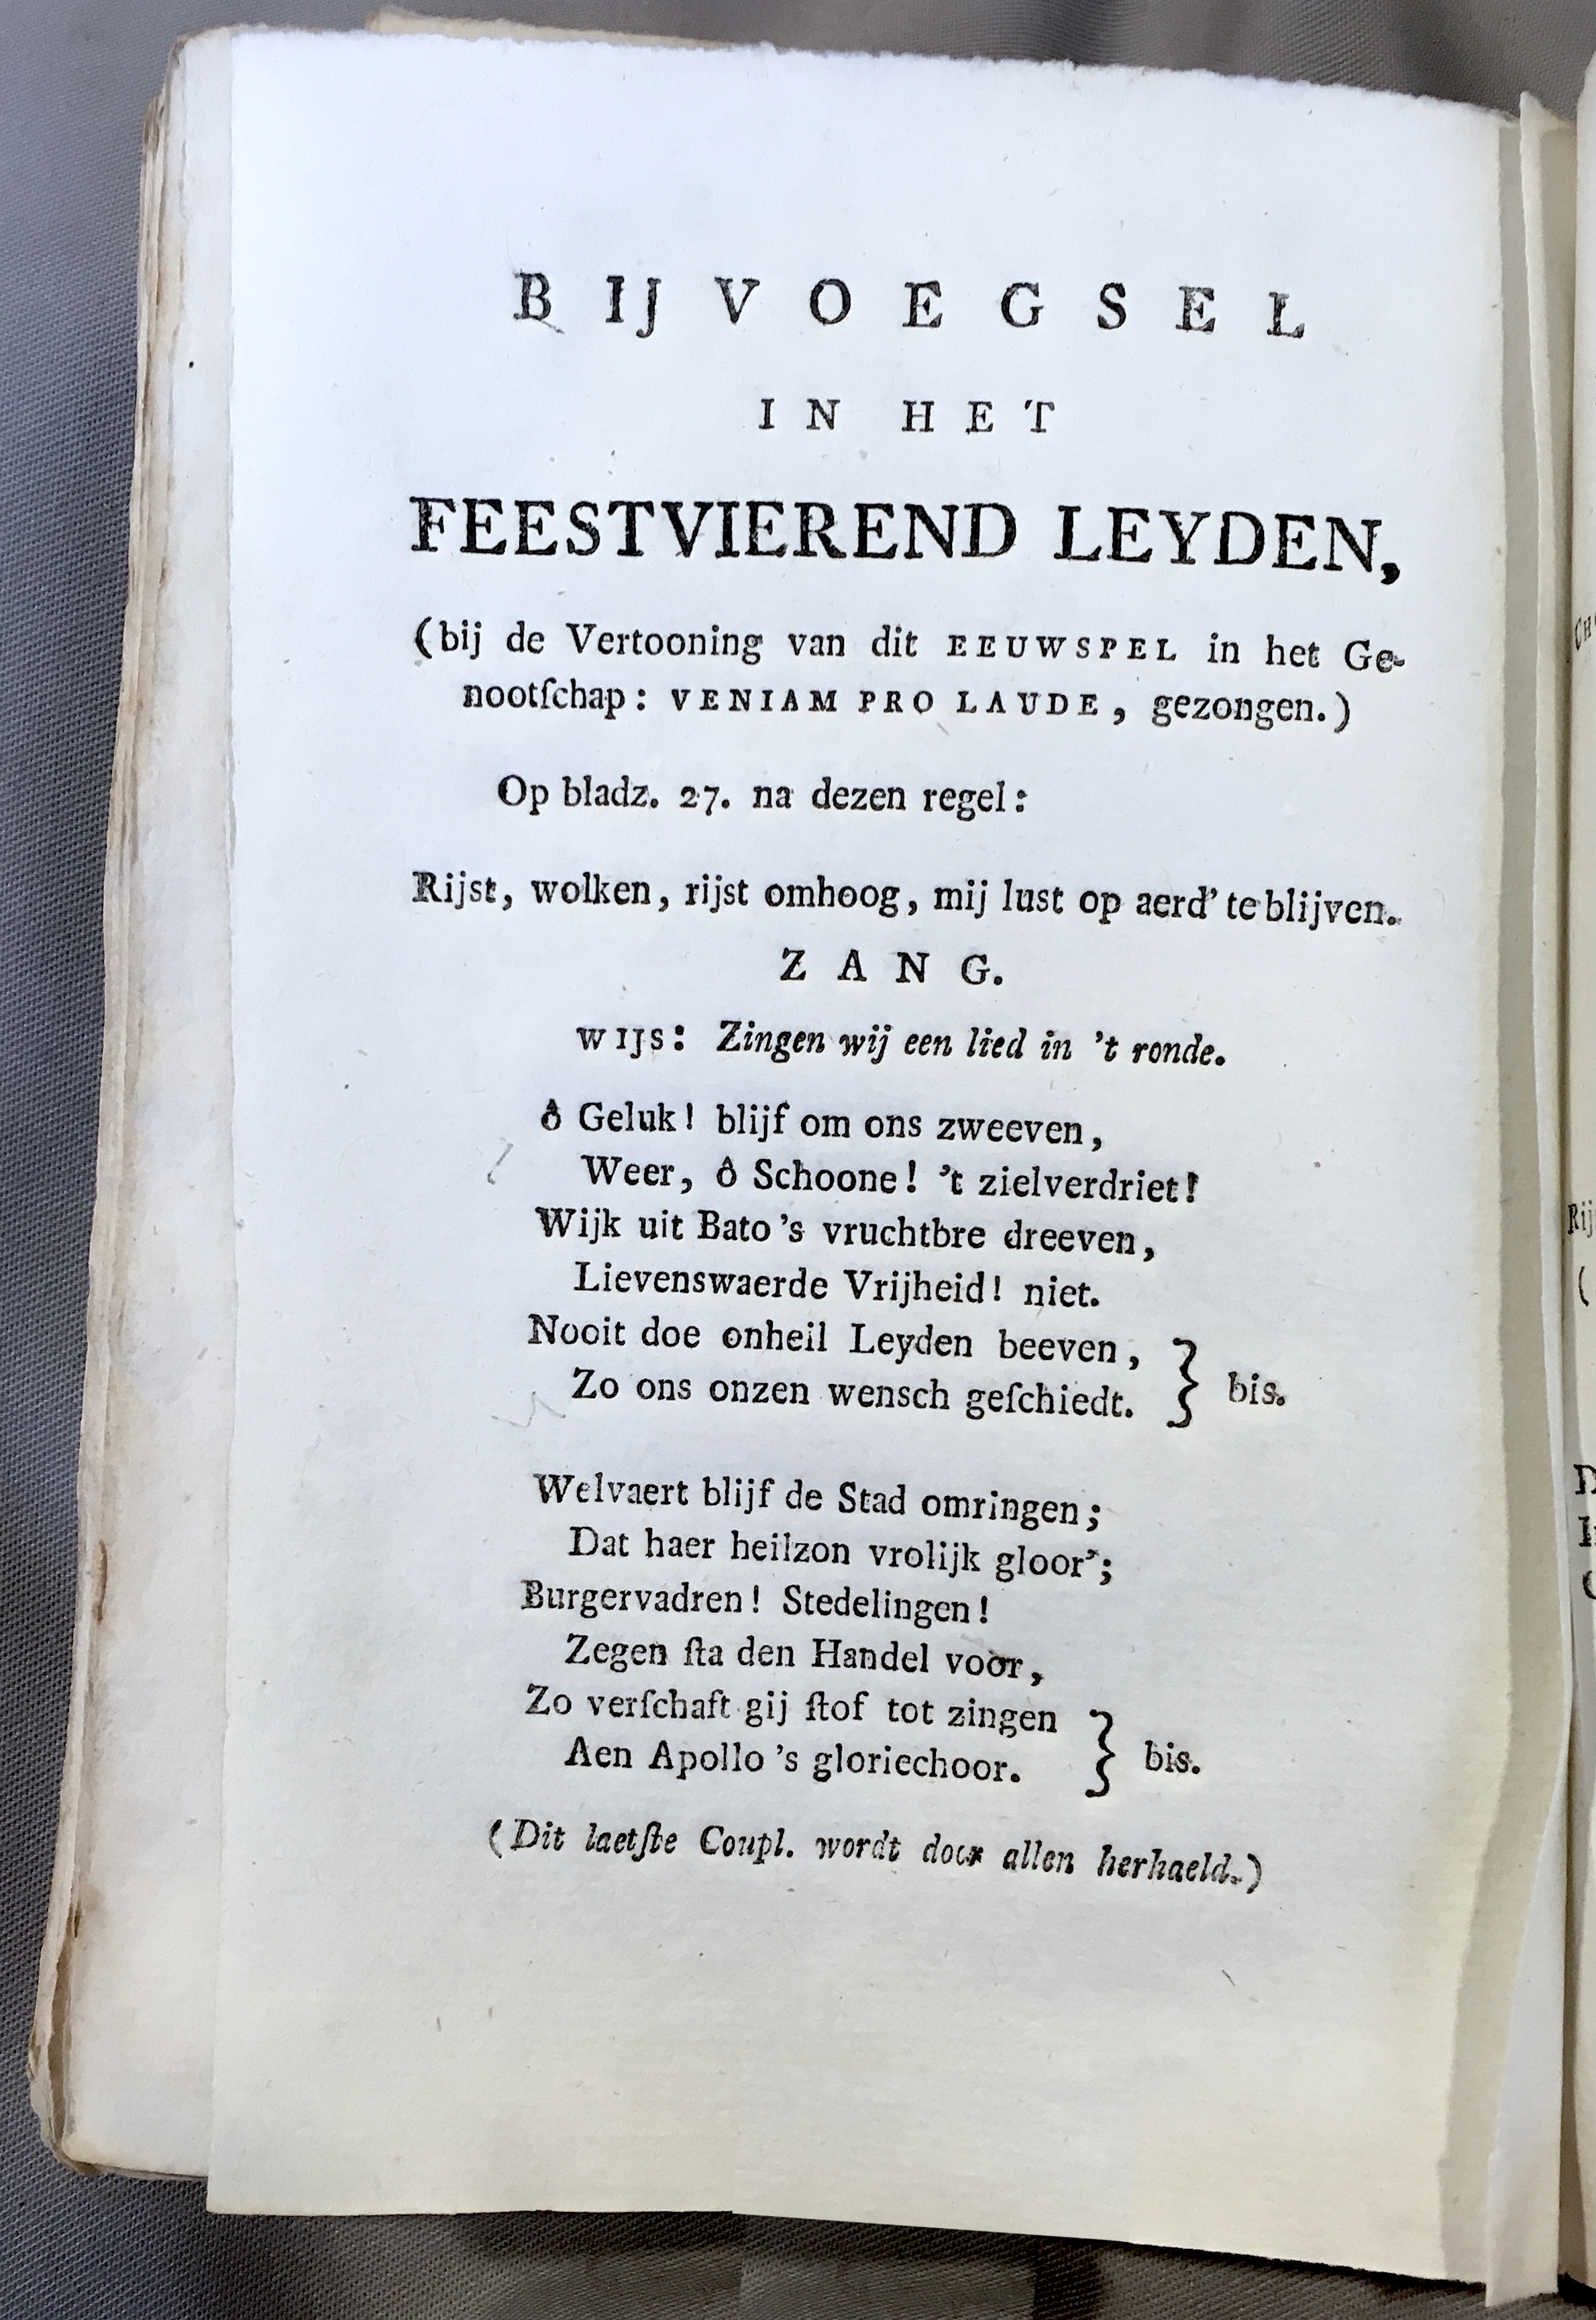 BIJVOEGSEL
IN HET
FEESTVIEREND LEYDEN,
(bij de Vertooning van dit EEUWSPEL in het Ge-
nootſchap: VENIAM PRO LAUDE, gezongen.)
Op bladz. 27. na dezen regel:
Rijst, wolken, rijst omhoog, mij lust op aerd' te blijven.
ZANG.
WIJS: Zingen wij een lied in 't ronde.
ô Geluk! blijf om ons zweeven,
Weer, ô Schoone! 't zielverdriet!
Wijk uit Bato's vruchtbre dreeven,
Lievenswaerde Vrijheid! niet.
Nooit doe onheil Leyden beeven,
Zo ons onzen wensch geſchiedt. } bis.
Welvaert blijf de Stad omringen;
Dat haer heilzon vrolijk gloor';
Burgervadren! Stedelingen!
Zegen ſta den Handel voor,
Zo verſchaft gij ſtof tot zingen
Aen Apollo's gloriechoor. } bis.
(Dit laetſte Coupl. wordt door allen herhaeld.)